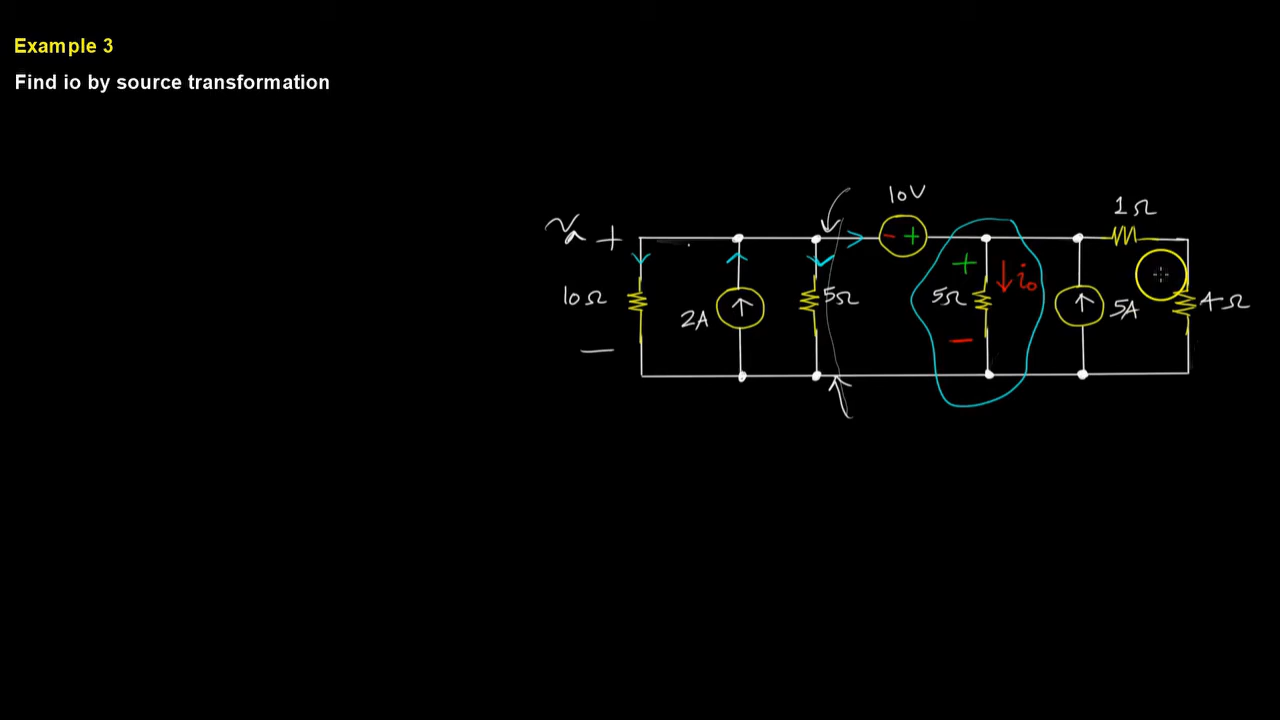 Example 3
Find io by source transformation
10V
1Ω
va +
- +
10Ω
2A
5Ω
+
5Ω
io
5A
4Ω
-
-